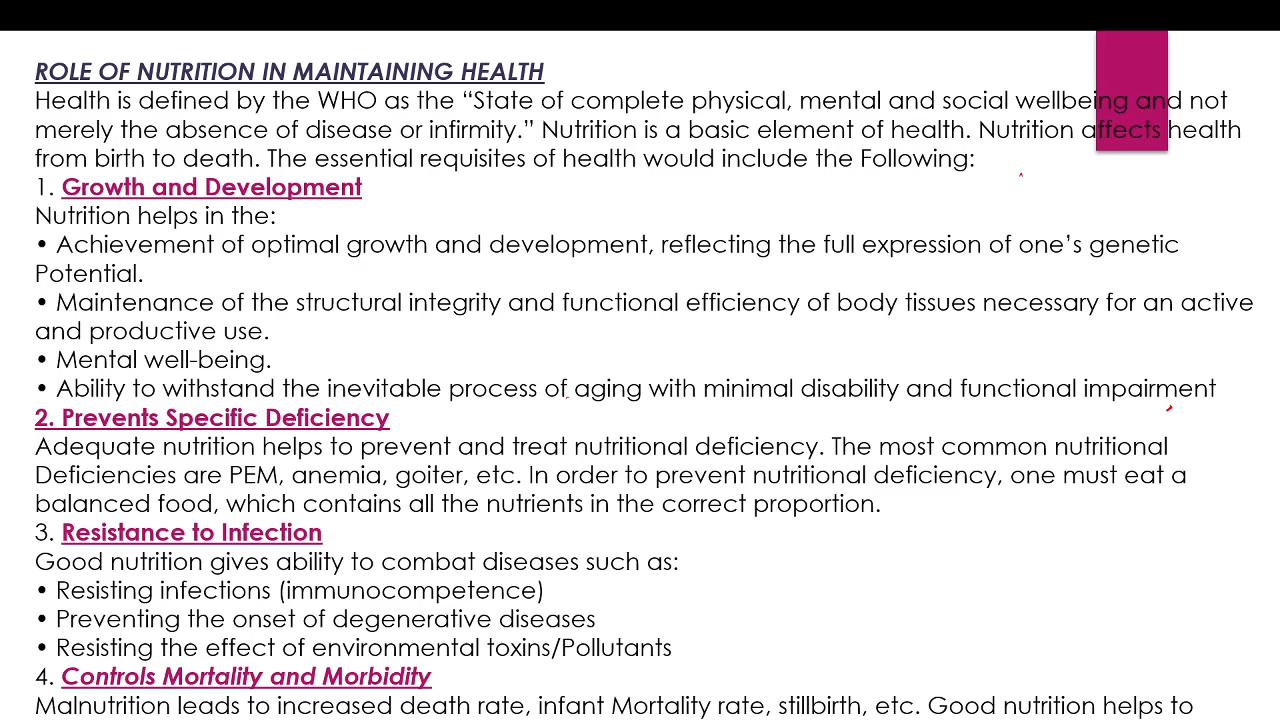 ROLE OF NUTRITION IN MAINTAINING HEALTH
Health is defined by the WHO as the “State of complete physical, mental and social wellbeing and not
merely the absence of disease or infirmity.” Nutrition is a basic element of health. Nutrition affects health
from birth to death. The essential requisites of health would include the Following:
1. Growth and Development
Nutrition helps in the:
• Achievement of optimal growth and development, reflecting the full expression of one’s genetic
Potential.
• Maintenance of the structural integrity and functional efficiency of body tissues necessary for an active
and productive use.
• Mental well-being.
• Ability to withstand the inevitable process of aging with minimal disability and functional impairment
2. Prevents Specific Deficiency
Adequate nutrition helps to prevent and treat nutritional deficiency. The most common nutritional
Deficiencies are PEM, anemia, goiter, etc. In order to prevent nutritional deficiency, one must eat a
balanced food, which contains all the nutrients in the correct proportion.
3. Resistance to Infection
Good nutrition gives ability to combat diseases such as:
• Resisting infections (immunocompetence)
• Preventing the onset of degenerative diseases
• Resisting the effect of environmental toxins/Pollutants
4. Controls Mortality and Morbidity
Malnutrition leads to increased death rate, infant Mortality rate, stillbirth, etc. Good nutrition helps to